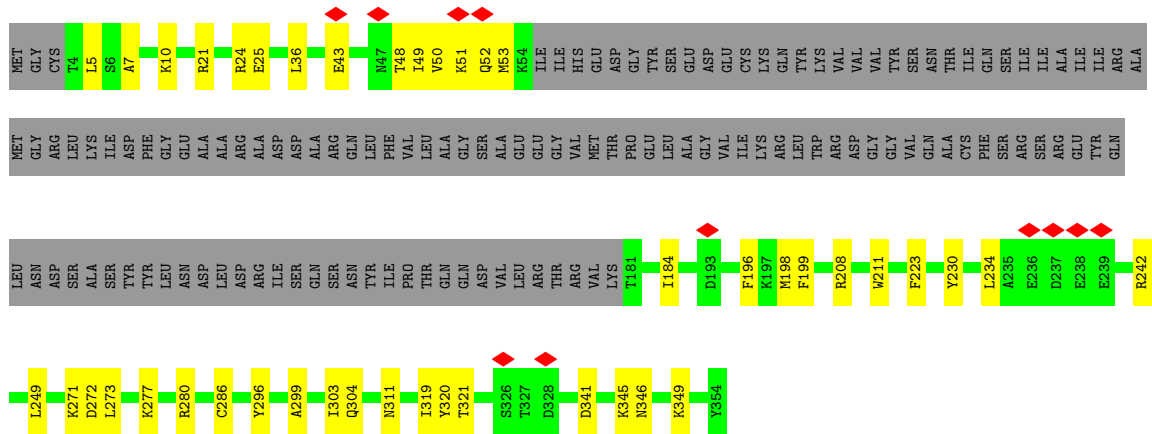 MET GLY CYS T4 L5 S6 A7 K10 R21 R24 E25 L36 E43 N47 T48 I49 V50 K51 Q52 M53 K54 ILE ILE HIS GLU ASP GLY TYR SER GLU ASP GLU CYS LYS GLN TYR LYS VAL VAL VAL TYR SER ASN THR ILE GLN SER ILE ILE ALA ILE ILE ARG ALA
MET GLY ARG LEU LYS ILE ASP PHE GLY GLU ALA ALA ARG ALA ASP ASP ALA ARG GLN LEU PHE VAL LEU ALA GLY SER ALA GLU GLU GLY VAL MET THR PRO GLU LEU ALA GLY VAL ILE LYS ARG LEU TRP ARG ASP GLY GLY VAL GLN ALA CYS PHE SER ARG SER ARG GLU TYR GLN
LEU ASN ASP SER ALA SER TYR TYR LEU ASN ASP LEU ASP ARG ILE SER GLN SER ASN TYR ILE PRO THR GLN GLN ASP VAL LEU ARG THR ARG VAL LYS T181 I184 D193 F196 K197 M198 F199 R208 W211 F223 Y230 L234 A235 E236 D237 E238 E239 R242
L249 K271 D272 L273 K277 R280 C286 Y296 A299 I303 Q304 N311 I319 Y320 T321 S326 T327 D328 D341 K345 N346 K349 Y354